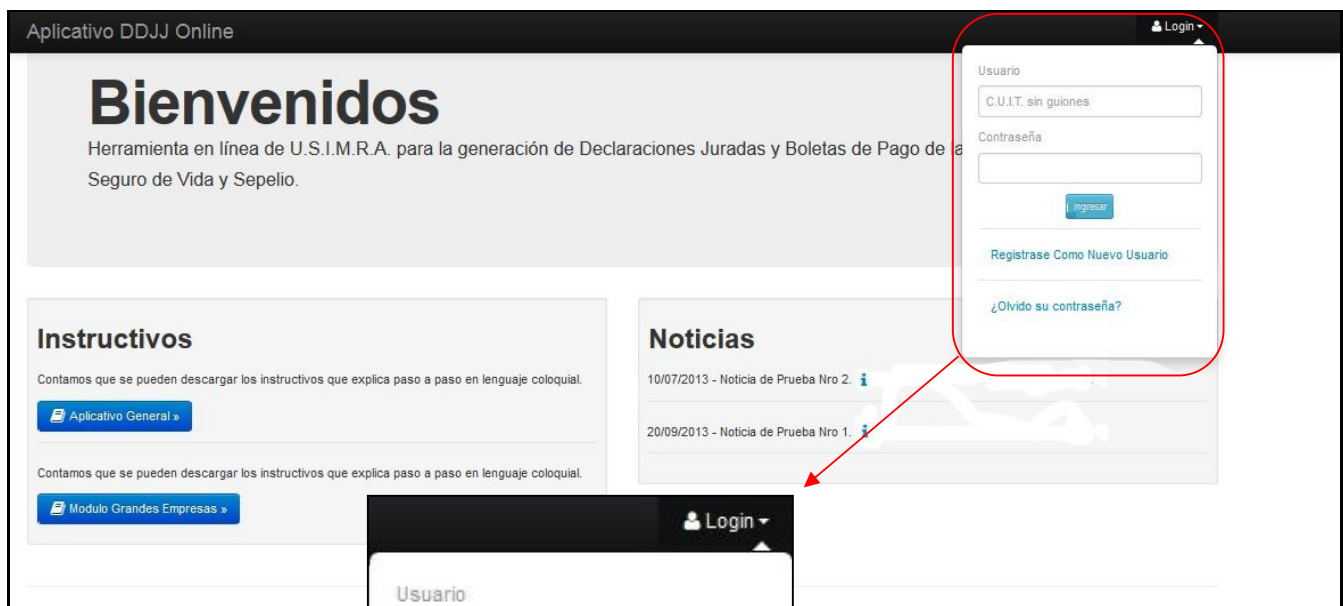 Aplicativo DDJJ Online
Login
Bienvenidos
Herramienta en línea de U.S.I.M.R.A. para la generación de Declaraciones Juradas y Boletas de Pago de
Seguro de Vida y Sepelio.
Usuario
C.U.I.T. sin guiones
Contraseña
Ingresar
Registrase Como Nuevo Usuario
¿Olvido su contraseña?
Instructivos
Contamos que se pueden descargar los instructivos que explica paso a paso en lenguaje coloquial.
Aplicativo General »
Contamos que se pueden descargar los instructivos que explica paso a paso en lenguaje coloquial.
Modulo Grandes Empresas »
Noticias
10/07/2013 - Noticia de Prueba Nro 2.
20/09/2013 - Noticia de Prueba Nro 1.
Login
Usuario